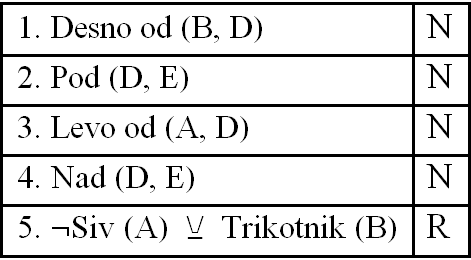 1. Desno od (B, D) N
2. Pod (D, E) N
3. Levo od (A, D) N
4. Nad (D, E) N
5. ¬Siv (A) ⊻ Trikotnik (B) R